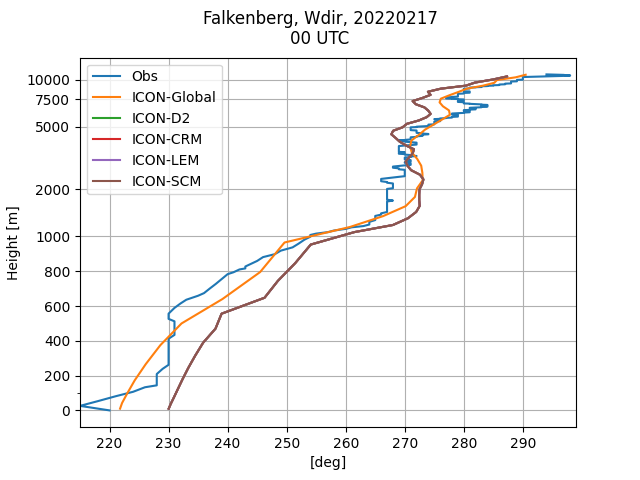 Falkenberg, Wdir, 20220217
00 UTC
Obs
ICON-Global
ICON-D2
ICON-CRM
ICON-LEM
ICON-SCM
10000
7500
5000
2000
1000
800
600
400
200
0
Height [m]
220 230 240 250 260 270 280 290
[deg]